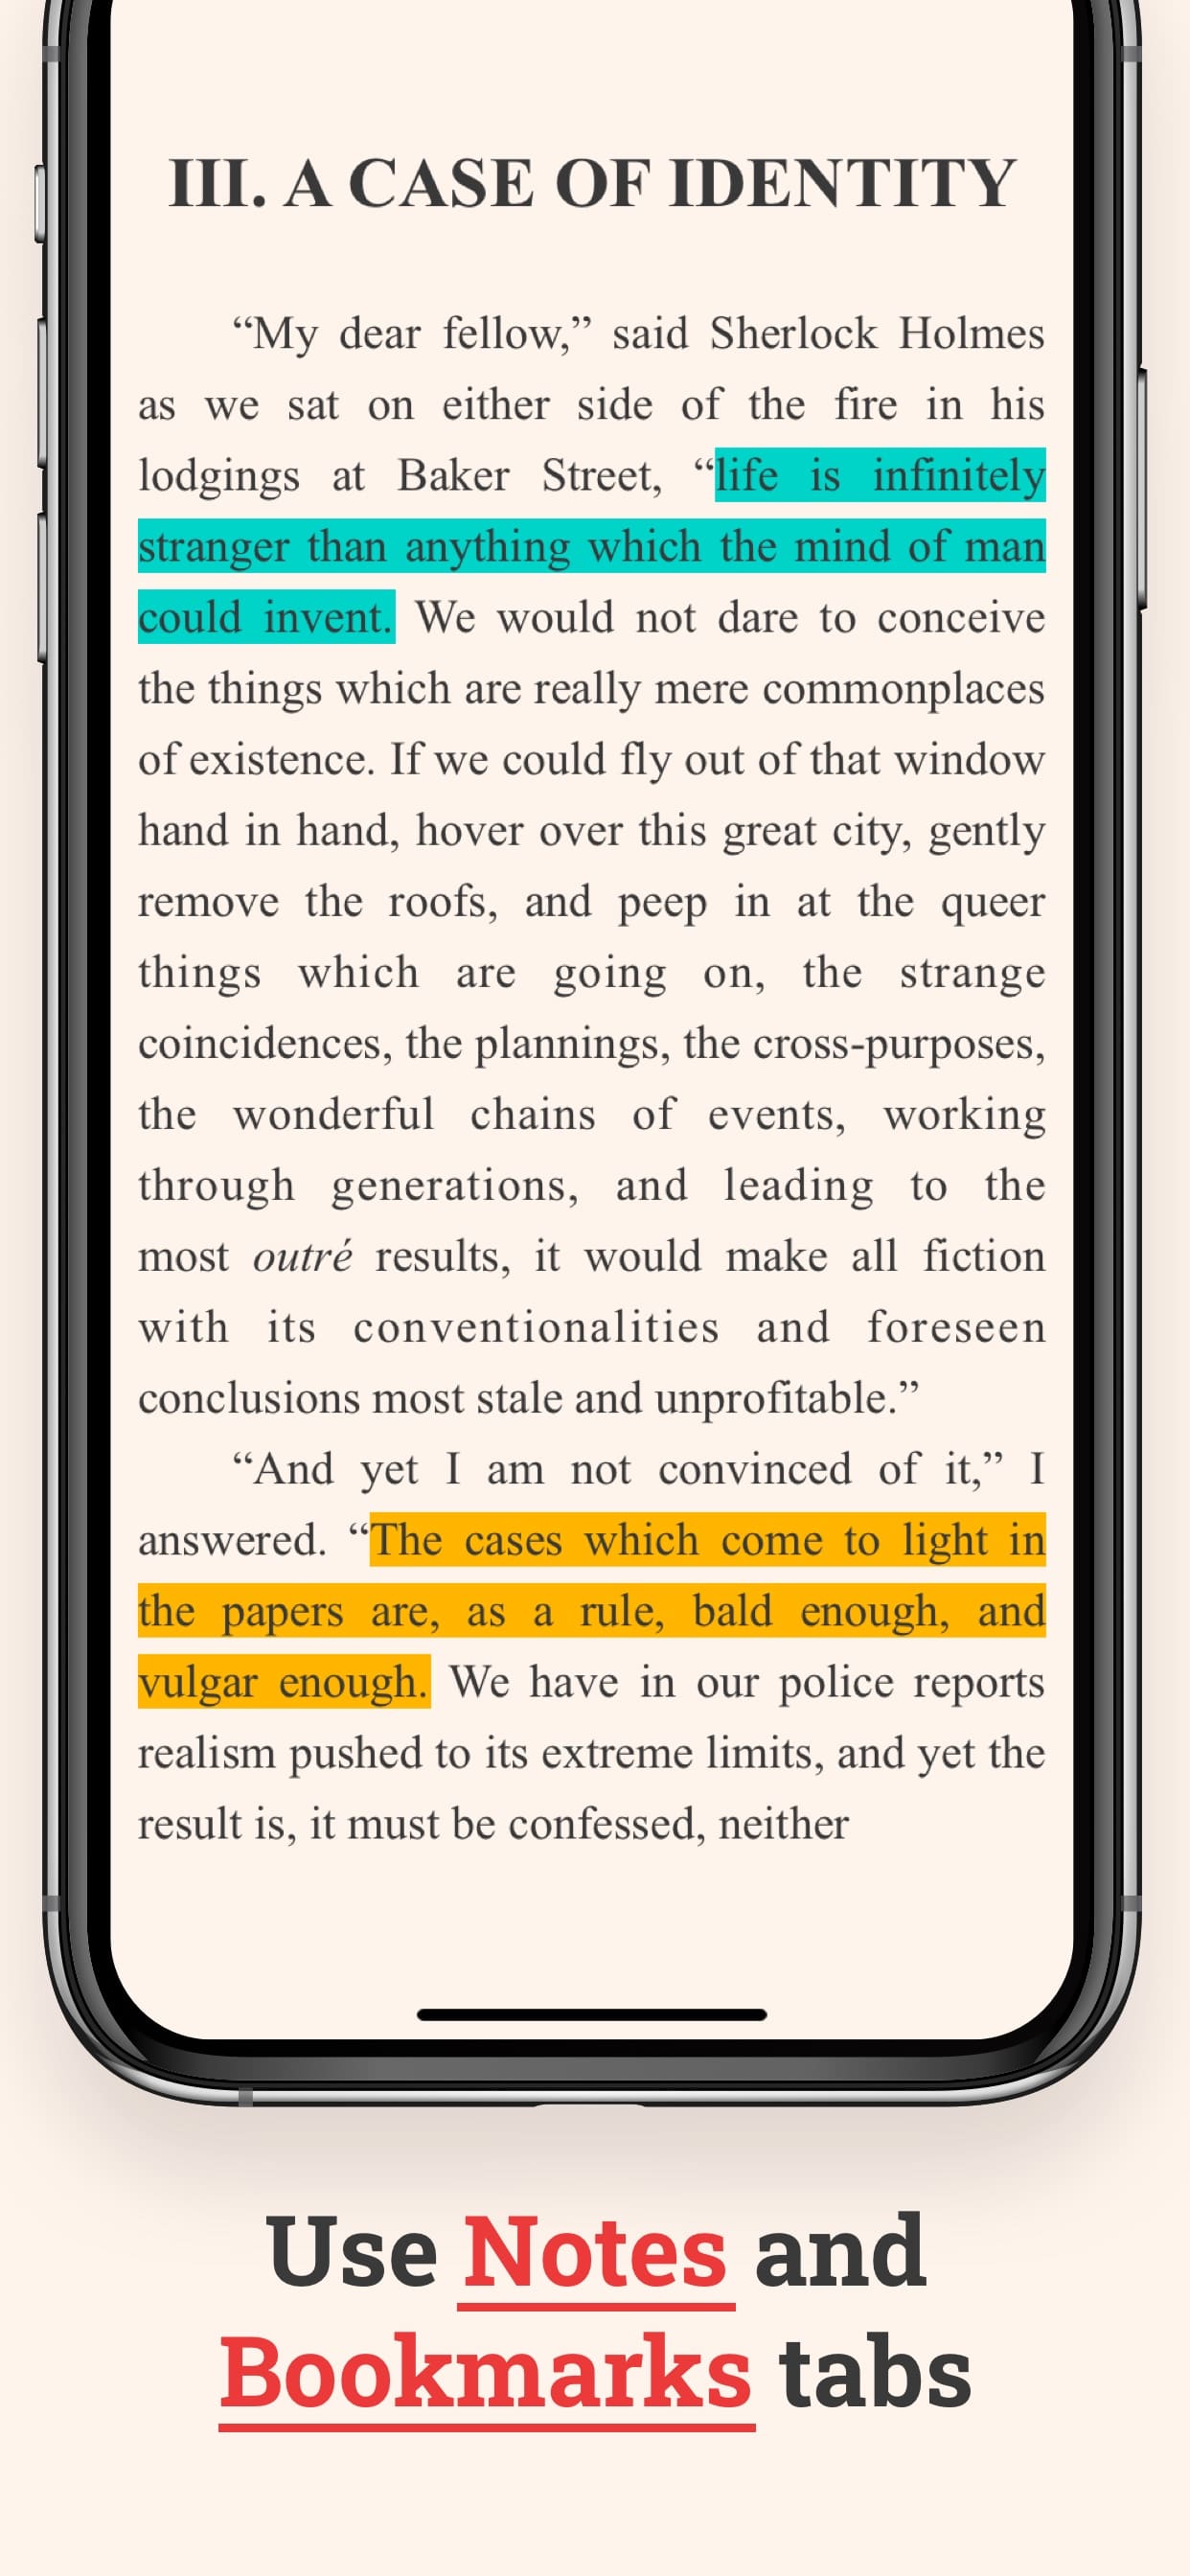 III. A CASE OF IDENTITY
“My dear fellow,” said Sherlock Holmes
as we sat on either side of the fire in his
lodgings at Baker Street, “life is infinitely
stranger than anything which the mind of man
could invent. We would not dare to conceive
the things which are really mere commonplaces
of existence. If we could fly out of that window
hand in hand, hover over this great city, gently
remove the roofs, and peep in at the queer
things which are going on, the strange
coincidences, the plannings, the cross-purposes,
the wonderful chains of events, working
through generations, and leading to the
most outré results, it would make all fiction
with its conventionalities and foreseen
conclusions most stale and unprofitable.”
“And yet I am not convinced of it,” I
answered. “The cases which come to light in
the papers are, as a rule, bald enough, and
vulgar enough. We have in our police reports
realism pushed to its extreme limits, and yet the
result is, it must be confessed, neither
Use Notes and
Bookmarks tabs